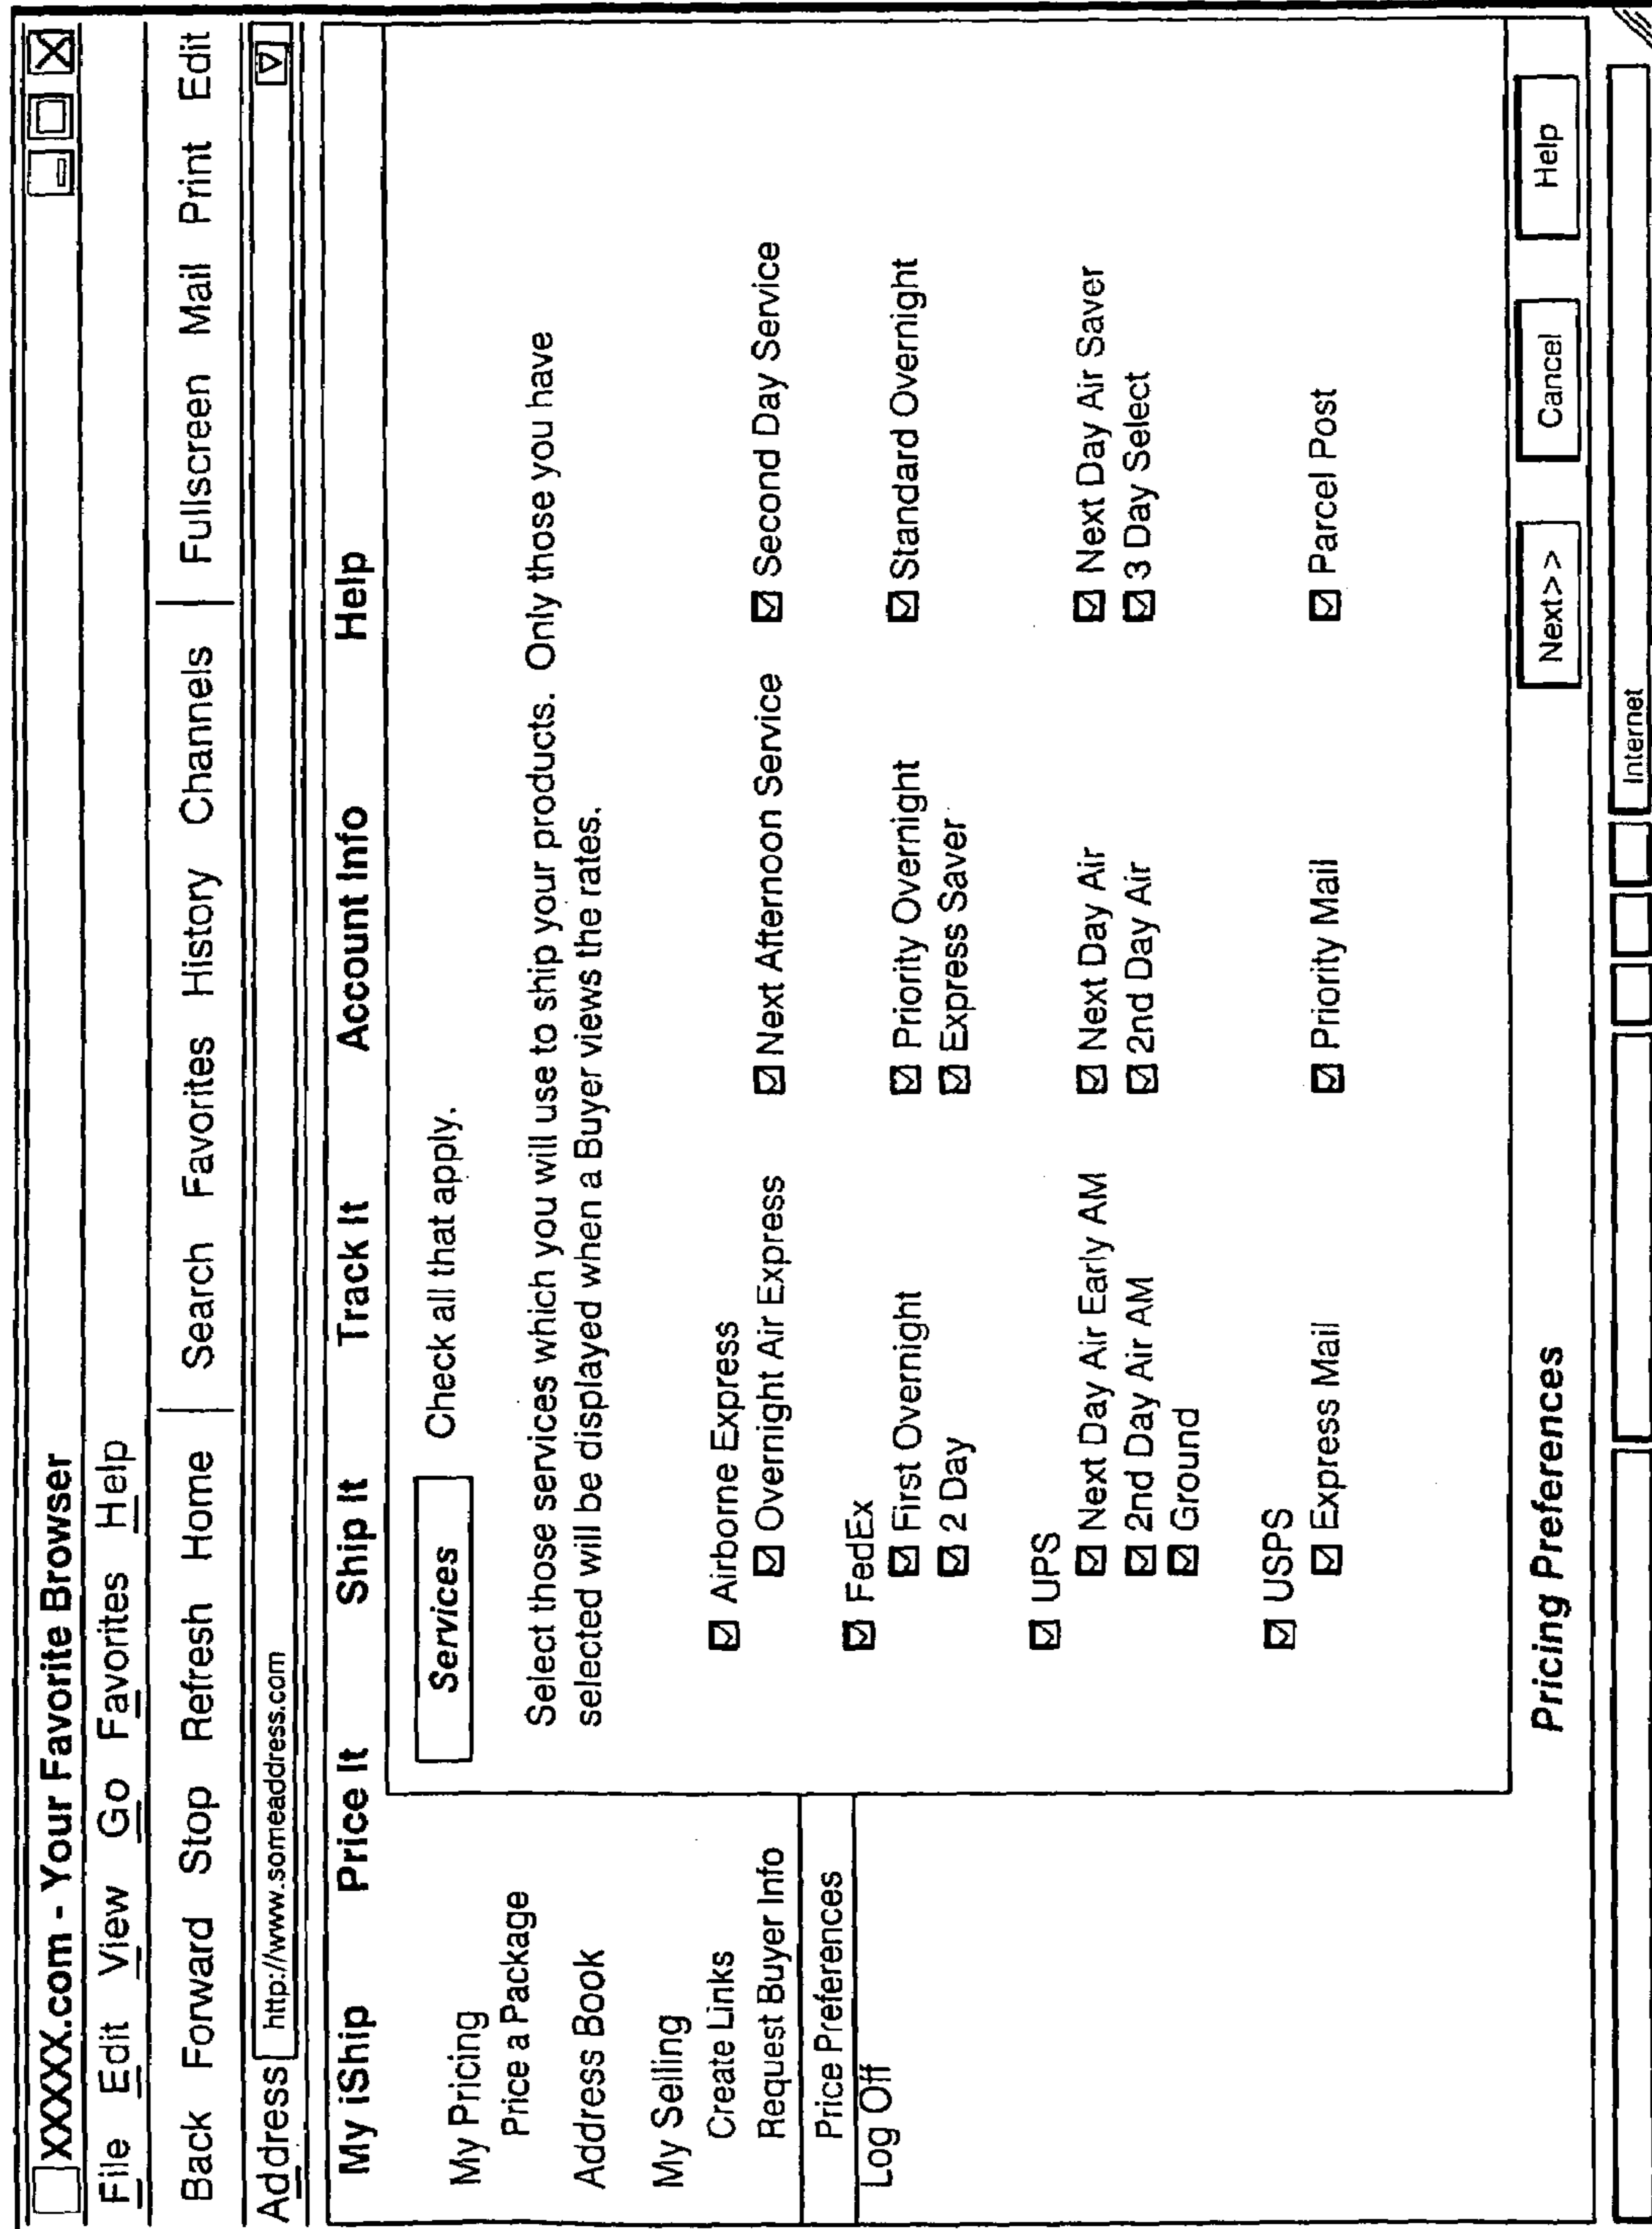 XXXXX.com - Your Favorite Browser
File Edit View Go Favorites Help
Back Forward Stop Refresh Home Search Favorites History Channels Fullscreen Mail Print Edit
Address http://www.someaddress.com
My iShip Price It Ship It Track It Account Info Help
My Pricing
Price a Package
Address Book
My Selling
Create Links
Request Buyer Info
Price Preferences
Log Off
Services Check all that apply.
Select those services which you will use to ship your products. Only those you have
selected will be displayed when a Buyer views the rates.
Airborne Express
Overnight Air Express Next Afternoon Service Second Day Service
FedEx
First Overnight Priority Overnight Standard Overnight
2 Day Express Saver
UPS
Next Day Air Early AM Next Day Air Next Day Air Saver
2nd Day Air AM 2nd Day Air 3 Day Select
Ground
USPS
Express Mail Priority Mail Parcel Post
Pricing Preferences Next>> Cancel Help
Internet